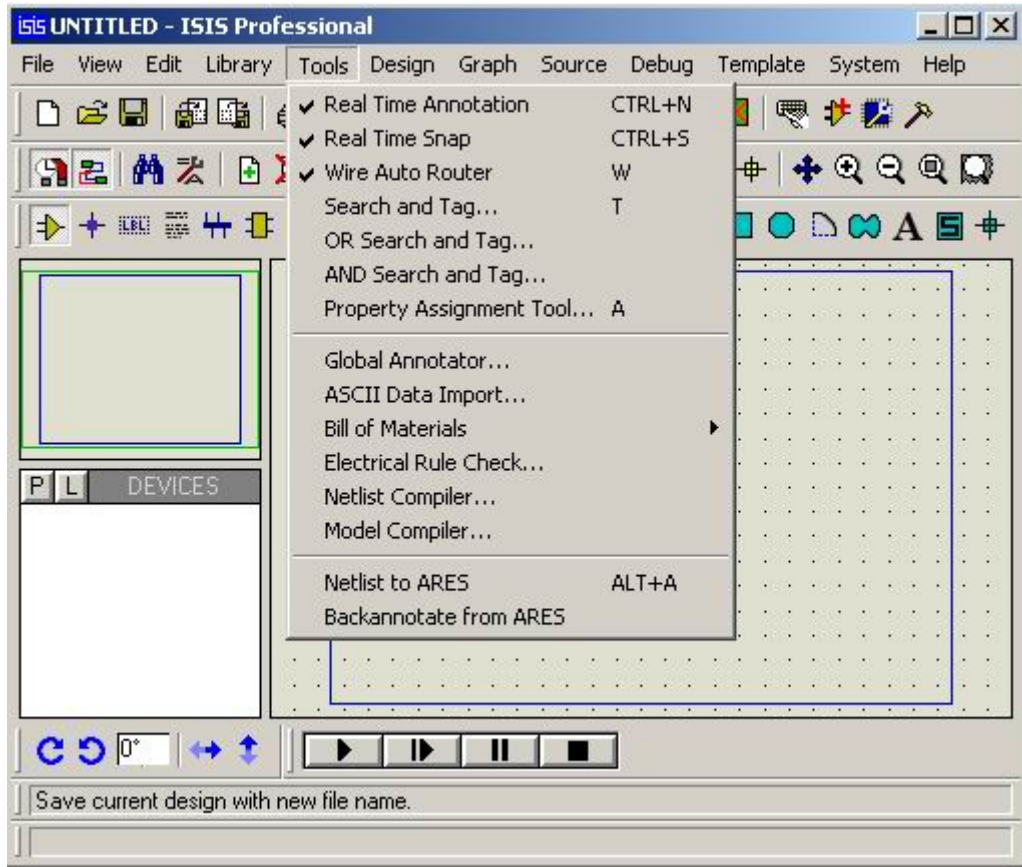 isis UNTITLED - ISIS Professional
File View Edit Library Tools Design Graph Source Debug Template System Help
Real Time Annotation CTRL+N
Real Time Snap CTRL+S
Wire Auto Router W
Search and Tag... T
OR Search and Tag...
AND Search and Tag...
Property Assignment Tool... A
Global Annotator...
ASCII Data Import...
Bill of Materials
Electrical Rule Check...
Netlist Compiler...
Model Compiler...
Netlist to ARES ALT+A
Backannotate from ARES
LBL
A S
P L DEVICES
0°
Save current design with new file name.